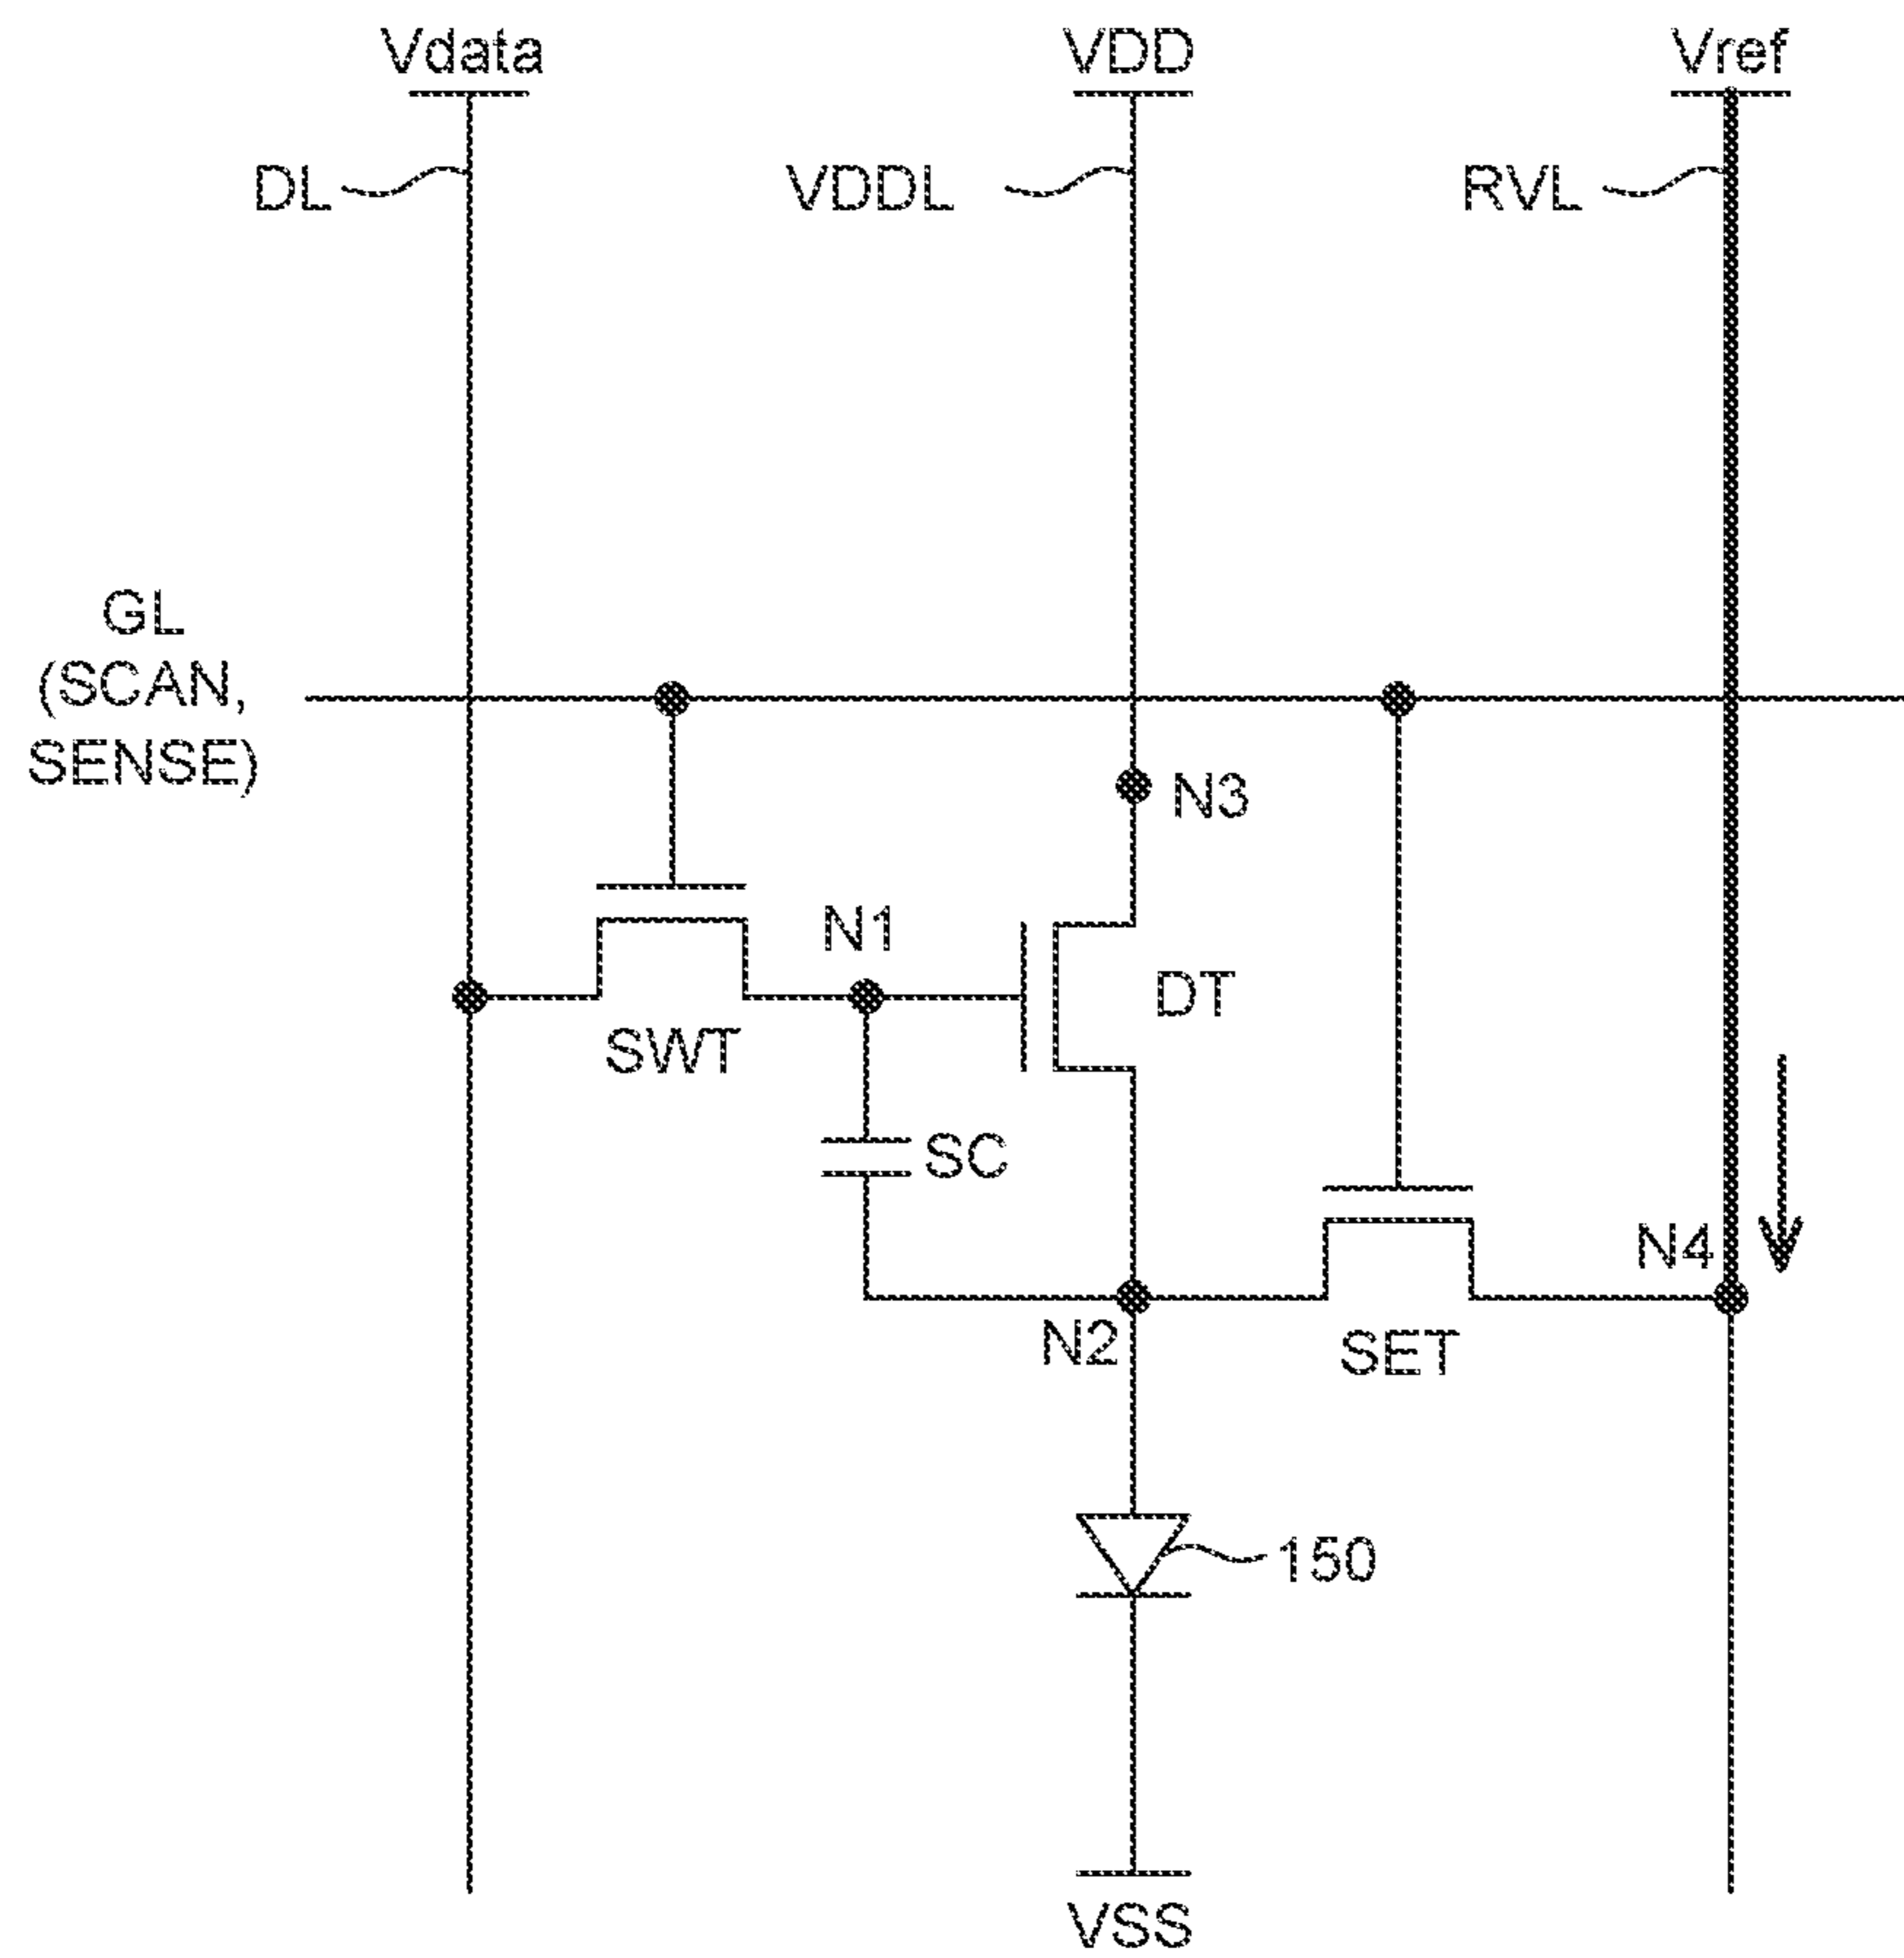 Vdata
VDD
Vref
DL
VDDL
RVL
GL
(SCAN,
SENSE)
N3
N1
DT
SWT
SC
N4
N2
SET
150
VSS